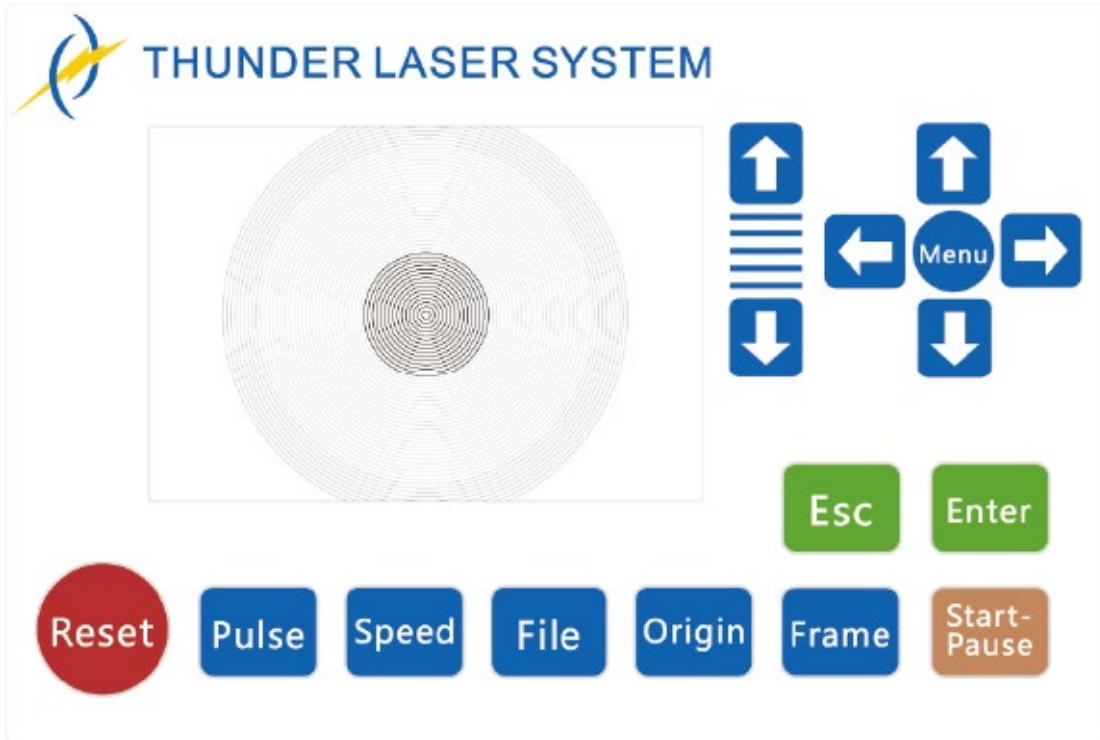 THUNDER LASER SYSTEM
Menu
Esc
Enter
Reset
Pulse
Speed
File
Origin
Frame
Start-
Pause